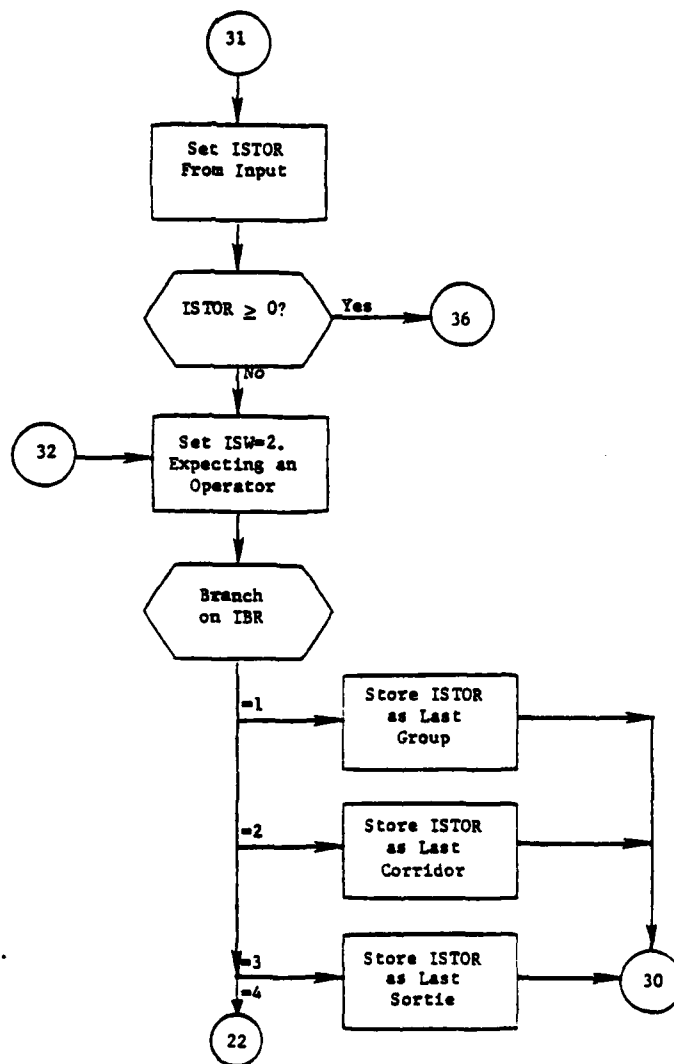 31
Set ISTOR
From Input
ISTOR ≥ 0?
Yes
36
No
32
Set ISW=2.
Expecting an
Operator
Branch
on IBR
=1
Store ISTOR
as Last
Group
=2
Store ISTOR
as Last
Corridor
=3
Store ISTOR
as Last
Sortie
30
=4
22